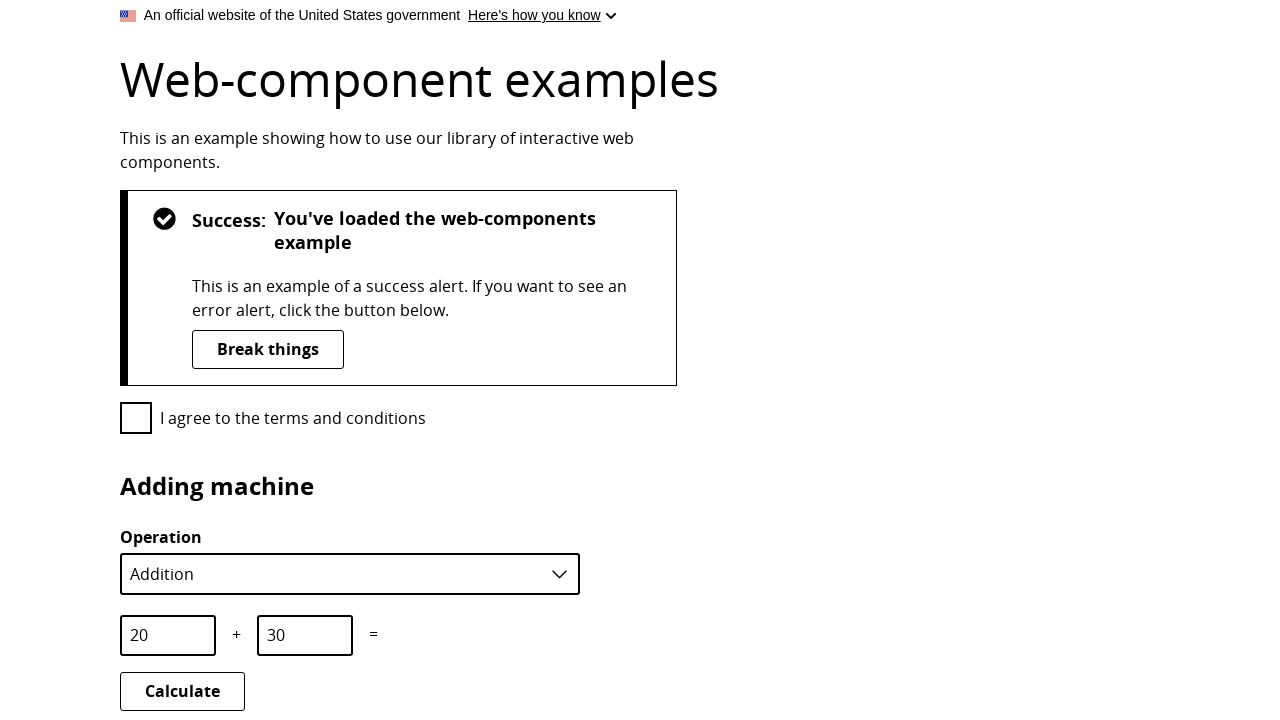 An official website of the United States government Here's how you know
Web-component examples
This is an example showing how to use our library of interactive web
components.
Success: You've loaded the web-components
example
This is an example of a success alert. If you want to see an
error alert, click the button below.
Break things
I agree to the terms and conditions
Adding machine
Operation
Addition
20 + 30 =
Calculate